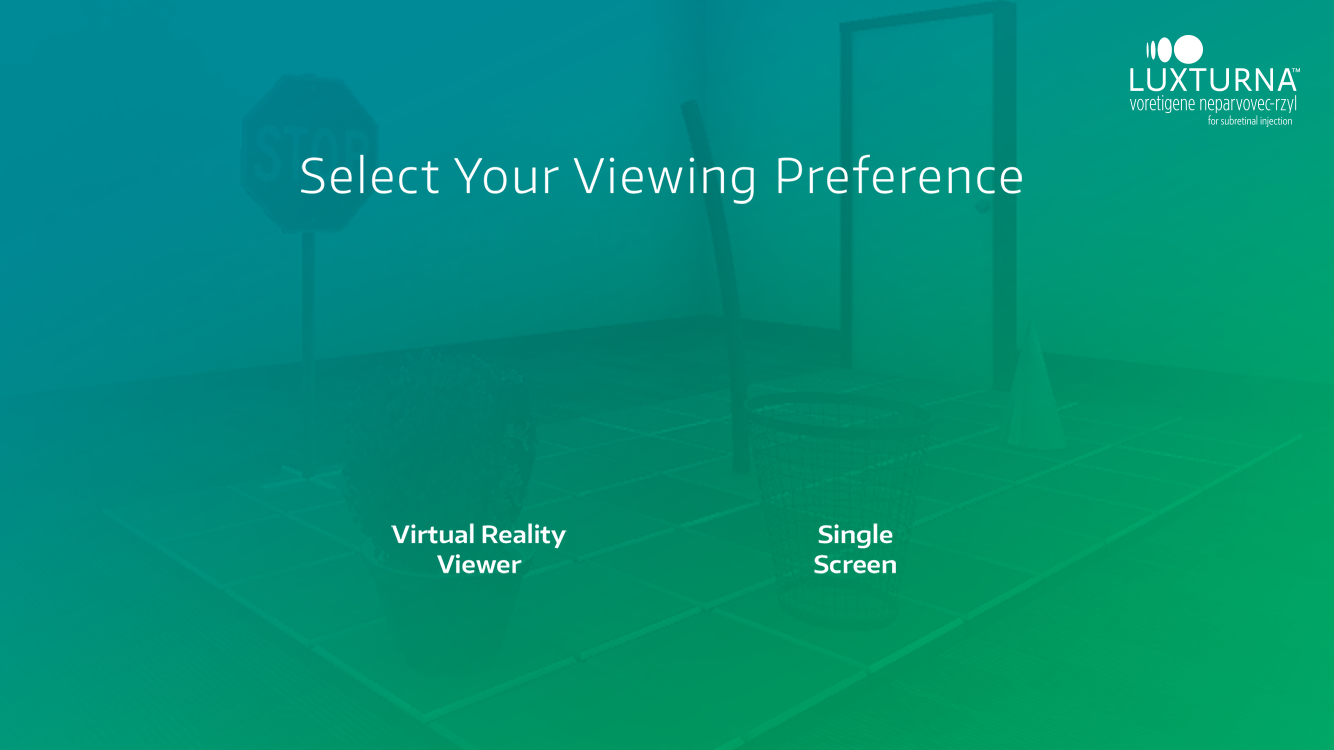 LUXTURNA™
voretigene neparvovec-rzyl
for subretinal injection
STOP
Select Your Viewing Preference
Virtual Reality
Viewer
Single
Screen